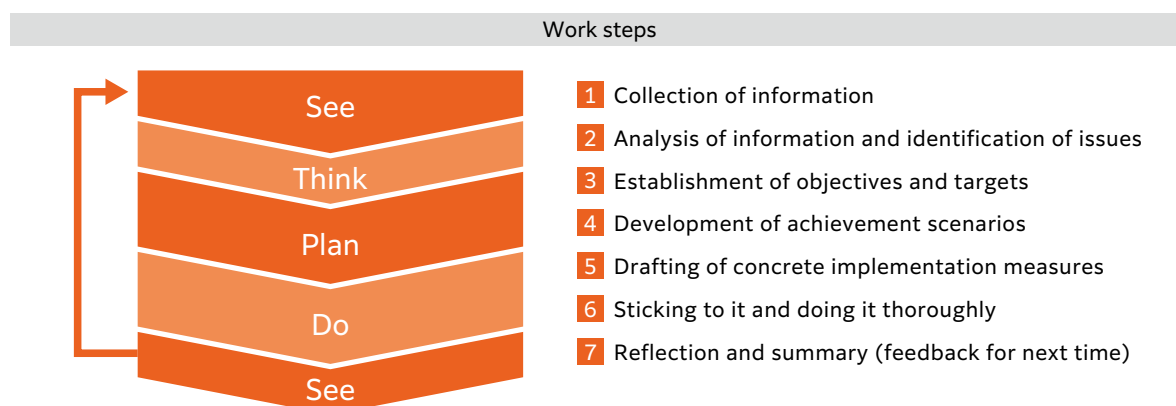 Work steps
See
Think
Plan
Do
See
1 Collection of information
2 Analysis of information and identification of issues
3 Establishment of objectives and targets
4 Development of achievement scenarios
5 Drafting of concrete implementation measures
6 Sticking to it and doing it thoroughly
7 Reflection and summary (feedback for next time)